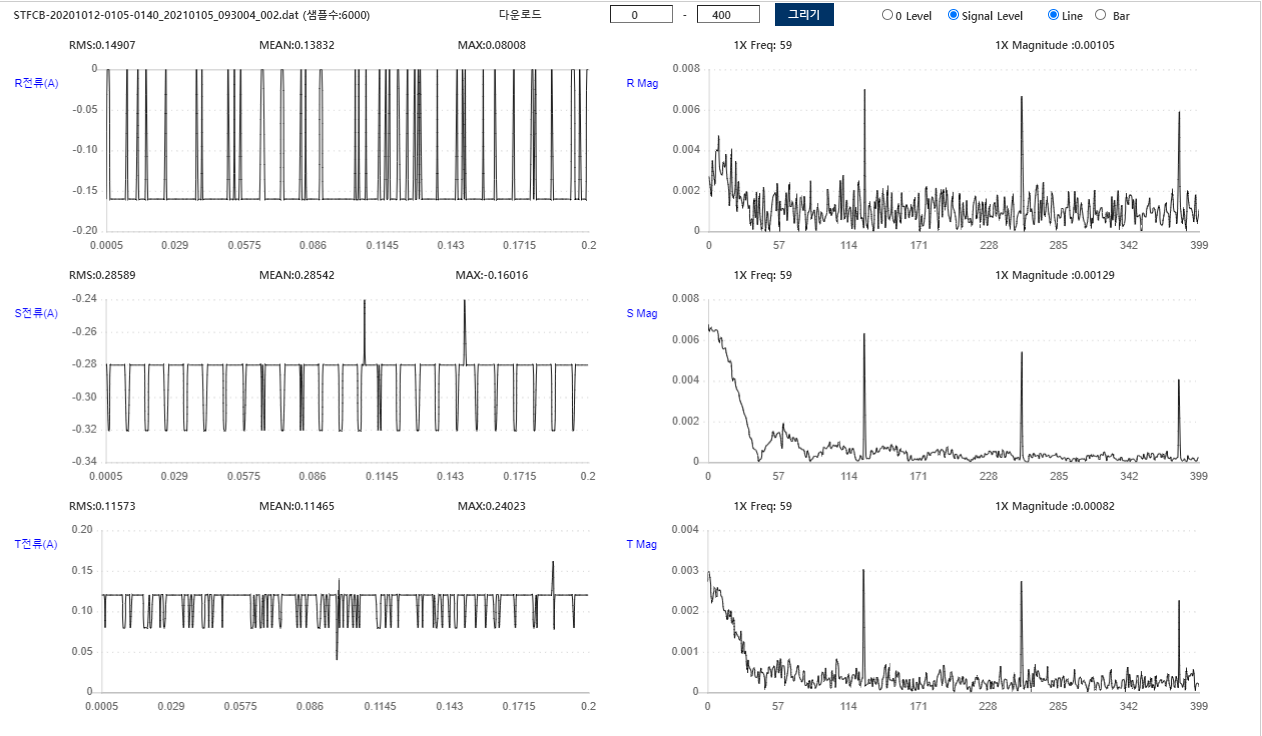 STFCB-20201012-0105-0140_20210105_093004_002.dat (샘플수:6000) 다운로드 0 - 400 그리기 0 Level Signal Level Line Bar
RMS:0.14907 MEAN:0.13832 MAX:0.08008 1X Freq: 59 1X Magnitude :0.00105
R전류(A)
0
-0.05
-0.10
-0.15
-0.20
0.0005 0.029 0.0575 0.086 0.1145 0.143 0.1715 0.2
R Mag
0.008
0.006
0.004
0.002
0
0 57 114 171 228 285 342 399
RMS:0.28589 MEAN:0.28542 MAX:-0.16016 1X Freq: 59 1X Magnitude :0.00129
S전류(A)
-0.24
-0.26
-0.28
-0.30
-0.32
-0.34
0.0005 0.029 0.0575 0.086 0.1145 0.143 0.1715 0.2
S Mag
0.008
0.006
0.004
0.002
0
0 57 114 171 228 285 342 399
RMS:0.11573 MEAN:0.11465 MAX:0.24023 1X Freq: 59 1X Magnitude :0.00082
T전류(A)
0.20
0.15
0.10
0.05
0
0.0005 0.029 0.0575 0.086 0.1145 0.143 0.1715 0.2
T Mag
0.004
0.003
0.002
0.001
0
0 57 114 171 228 285 342 399